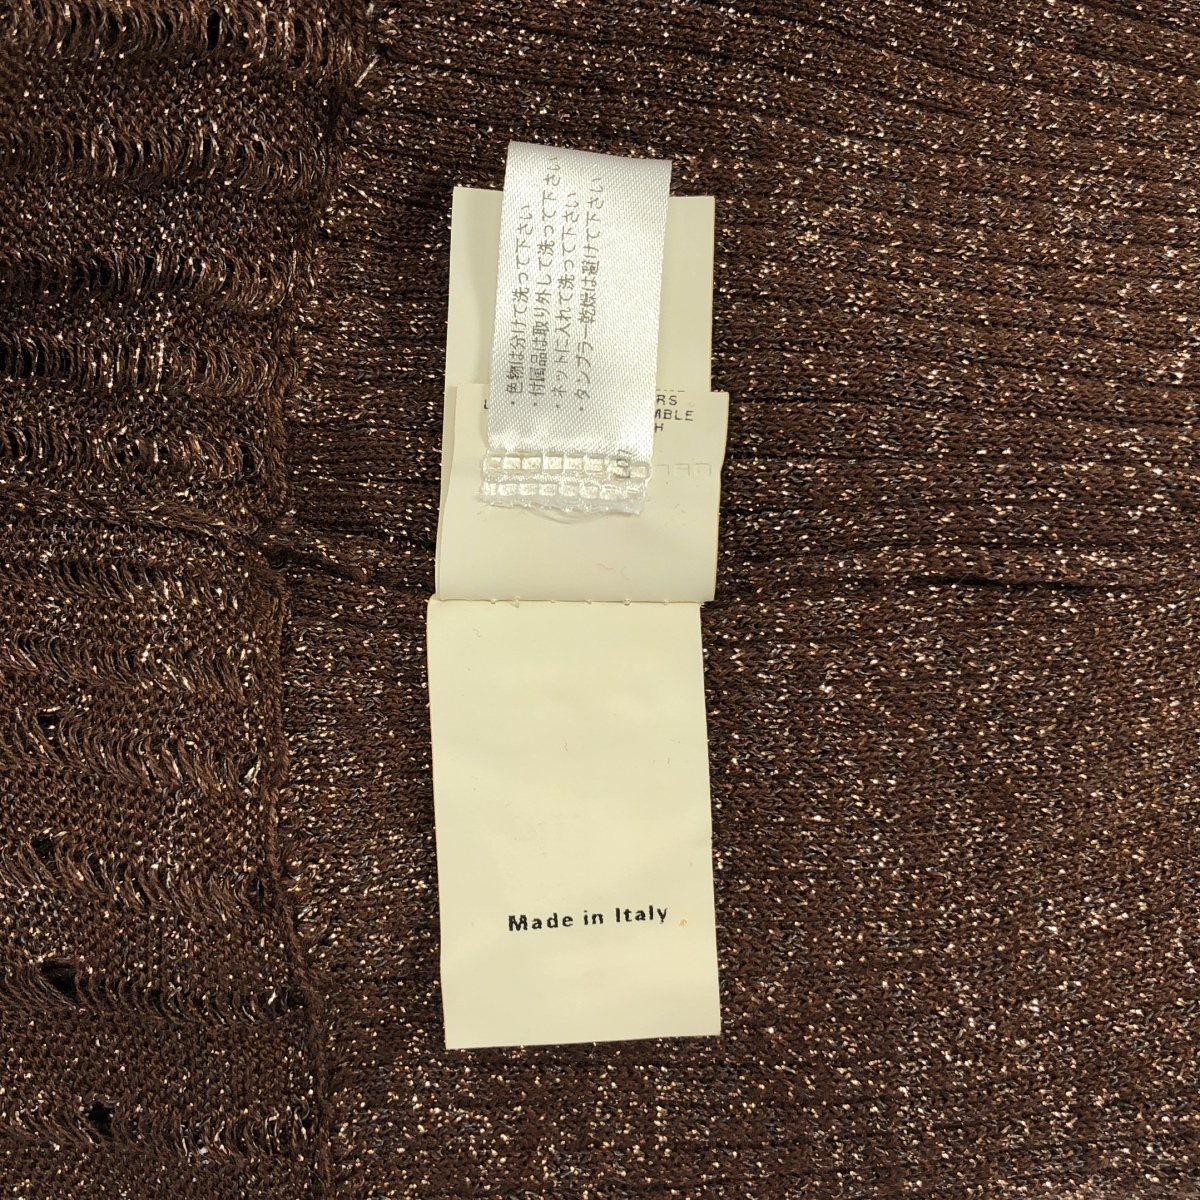 ・色物は分けて洗って下さい
・付属品は取り外して洗って下さい
・ネットに入れて洗って下さい
・タンブラー乾燥は避けて下さい
RS
MBLE
H
Made in Italy